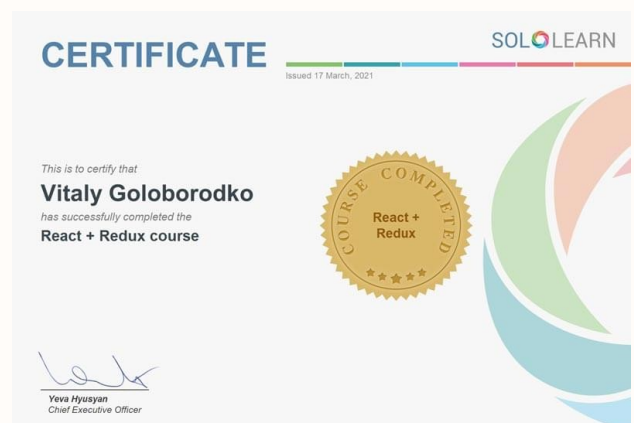 CERTIFICATE
SOLOLEARN
Issued 17 March, 2021
This is to certify that
Vitaly Goloborodko
has successfully completed the
React + Redux course
COURSE COMPLETED
React +
Redux
Yeva Hyusyan
Chief Executive Officer